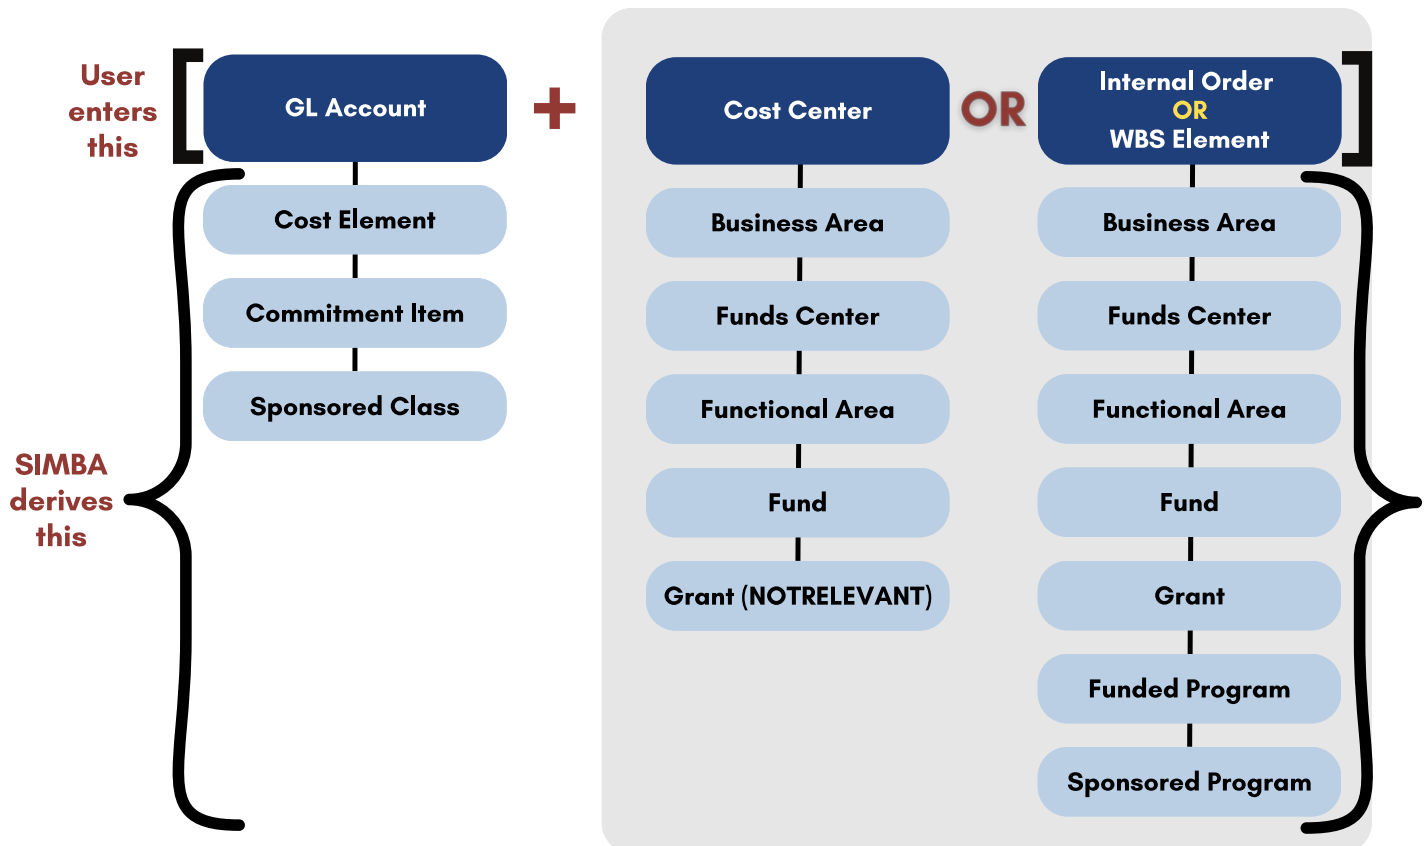 User
enters
this
GL Account
+
Cost Center
OR
Internal Order
OR
WBS Element
SIMBA
derives
this
Cost Element
Commitment Item
Sponsored Class
Business Area
Funds Center
Functional Area
Fund
Grant (NOTRELEVANT)
Business Area
Funds Center
Functional Area
Fund
Grant
Funded Program
Sponsored Program